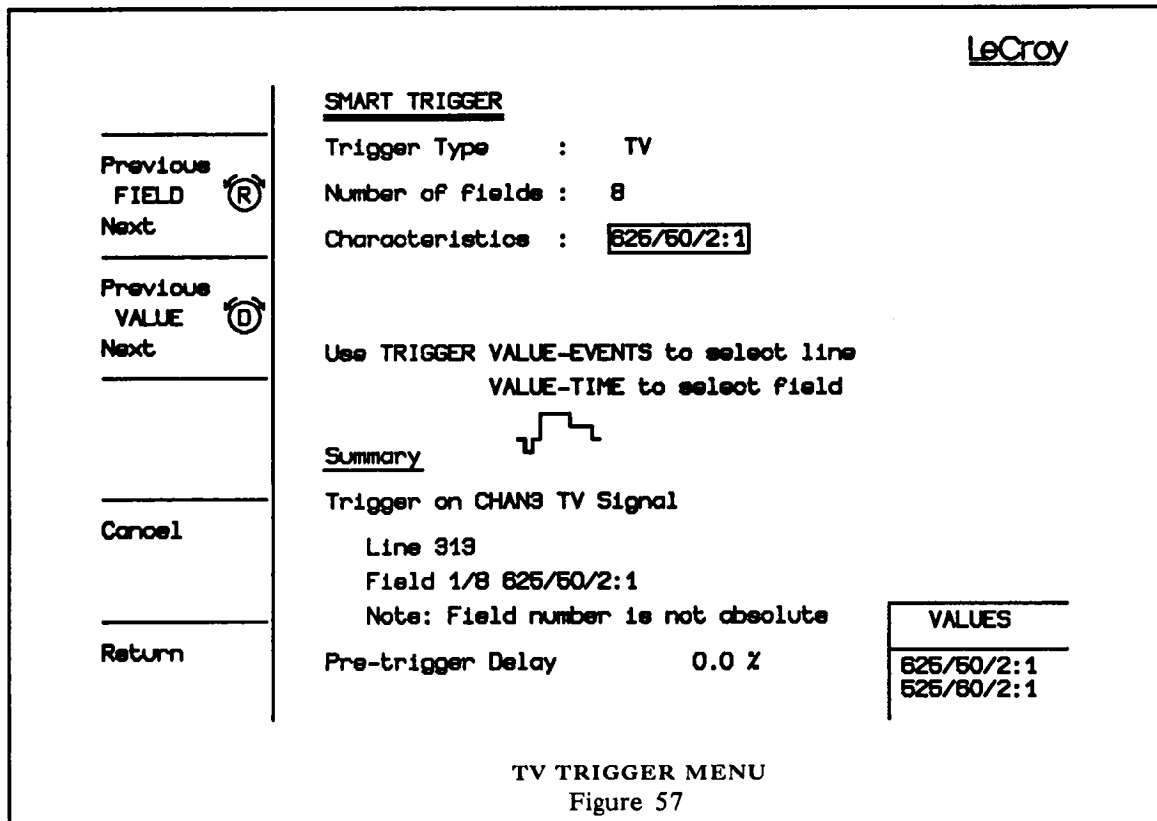 LeCroy
SMART TRIGGER
Trigger Type : TV
Number of fields : 8
Characteristics : 625/50/2:1
Previous
FIELD R
Next
Previous
VALUE D
Next
Use TRIGGER VALUE-EVENTS to select line
VALUE-TIME to select field
Summary
Trigger on CHAN3 TV Signal
Line 313
Field 1/8 625/50/2:1
Note: Field number is not absolute
Pre-trigger Delay 0.0 %
Cancel
Return
VALUES
625/50/2:1
525/60/2:1
TV TRIGGER MENU
Figure 57